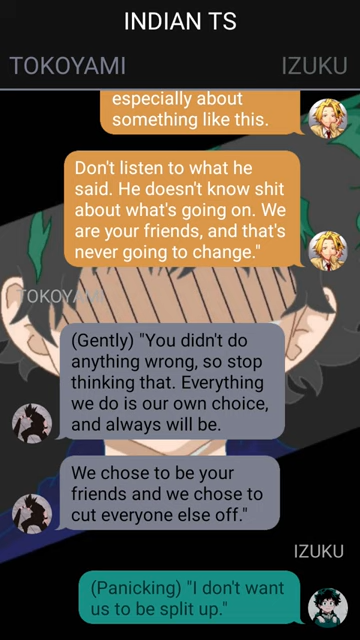 INDIAN TS
TOKOYAMI
IZUKU
especially about
something like this.
Don't listen to what he
said. He doesn't know shit
about what's going on. We
are your friends, and that's
never going to change."
TOKOYAMI
(Gently) "You didn't do
anything wrong, so stop
thinking that. Everything
we do is our own choice,
and always will be.
We chose to be your
friends and we chose to
cut everyone else off."
IZUKU
(Panicking) "I don't want
us to be split up."